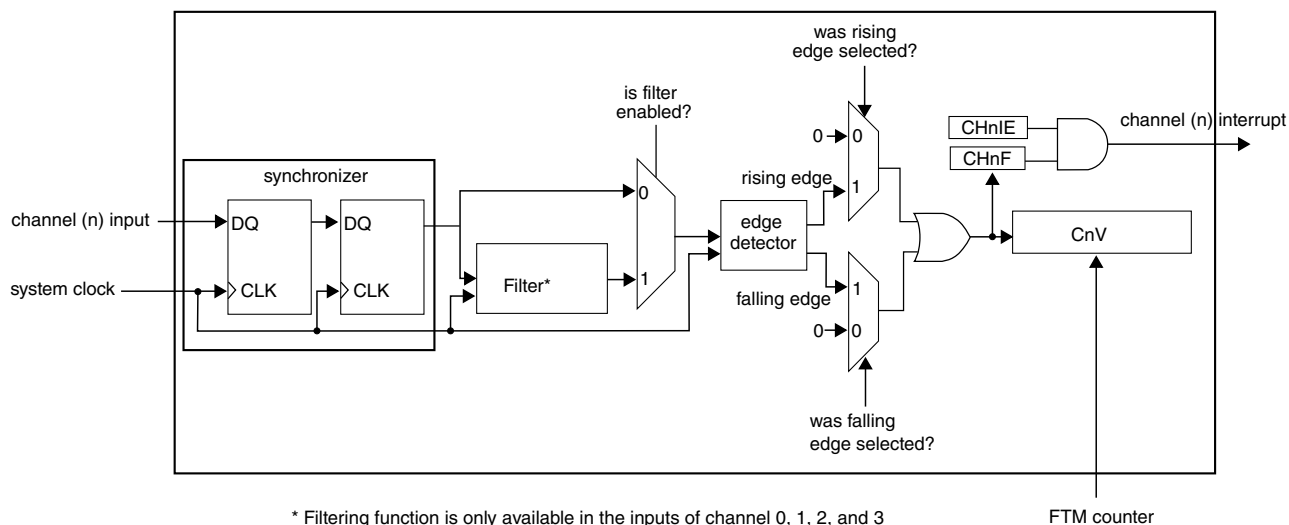 was rising
edge selected?
is filter
enabled?
synchronizer
channel (n) input
system clock
DQ
CLK
DQ
CLK
Filter*
0
1
edge
detector
rising edge
falling edge
0
0
1
1
0
0
was falling
edge selected?
CHnIE
CHnF
channel (n) interrupt
CnV
FTM counter
* Filtering function is only available in the inputs of channel 0, 1, 2, and 3